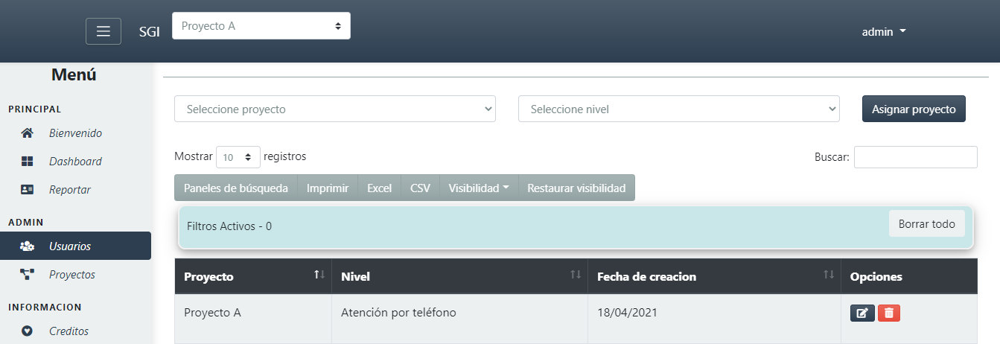 SGI Proyecto A admin
Menú
PRINCIPAL
Bienvenido
Dashboard
Reportar
ADMIN
Usuarios
Proyectos
INFORMACION
Creditos
Seleccione proyecto Seleccione nivel Asignar proyecto
Mostrar 10 registros Buscar:
Paneles de búsqueda Imprimir Excel CSV Visibilidad Restaurar visibilidad
Filtros Activos - 0 Borrar todo
Proyecto Nivel Fecha de creacion Opciones
Proyecto A Atención por teléfono 18/04/2021